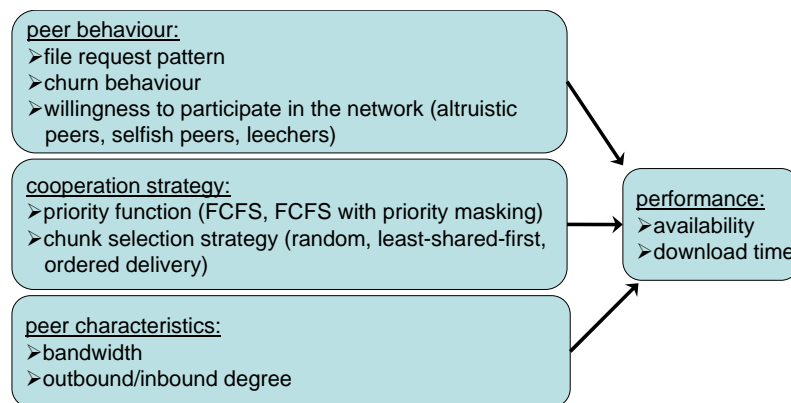 peer behaviour:
➢file request pattern
➢churn behaviour
➢willingness to participate in the network (altruistic
peers, selfish peers, leechers)
cooperation strategy:
➢priority function (FCFS, FCFS with priority masking)
➢chunk selection strategy (random, least-shared-first,
ordered delivery)
peer characteristics:
➢bandwidth
➢outbound/inbound degree
performance:
➢availability
➢download time